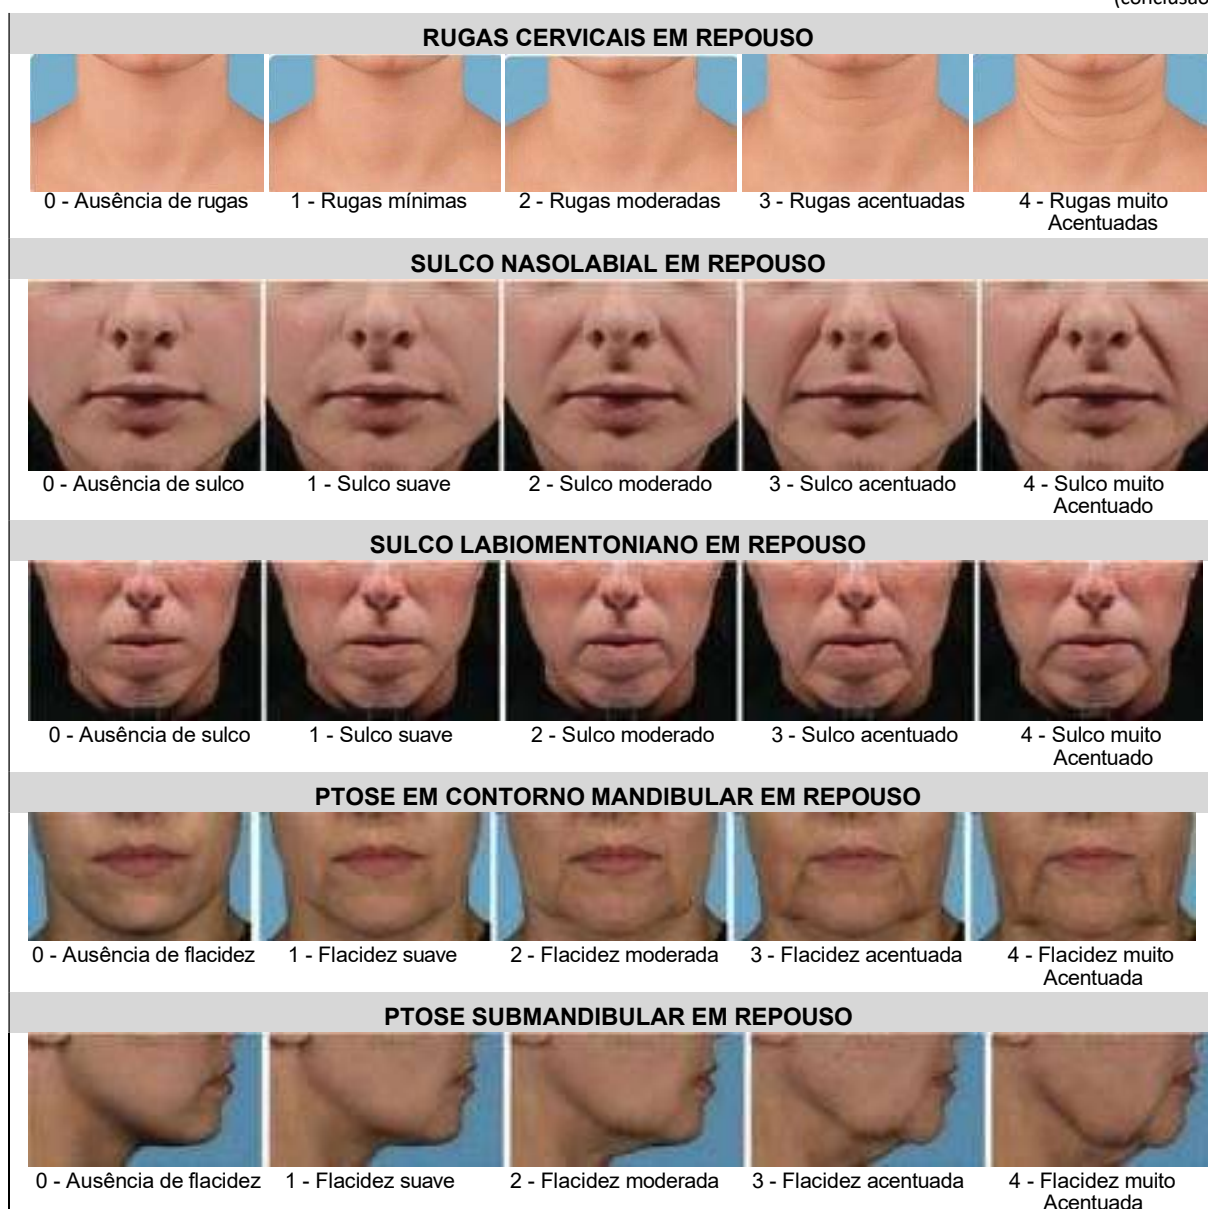 (conclusão
RUGAS CERVICAIS EM REPOUSO
0 - Ausência de rugas 1 - Rugas mínimas 2 - Rugas moderadas 3 - Rugas acentuadas 4 - Rugas muito
Acentuadas
SULCO NASOLABIAL EM REPOUSO
0 - Ausência de sulco 1 - Sulco suave 2 - Sulco moderado 3 - Sulco acentuado 4 - Sulco muito
Acentuado
SULCO LABIOMENTONIANO EM REPOUSO
0 - Ausência de sulco 1 - Sulco suave 2 - Sulco moderado 3 - Sulco acentuado 4 - Sulco muito
Acentuado
PTOSE EM CONTORNO MANDIBULAR EM REPOUSO
0 - Ausência de flacidez 1 - Flacidez suave 2 - Flacidez moderada 3 - Flacidez acentuada 4 - Flacidez muito
Acentuada
PTOSE SUBMANDIBULAR EM REPOUSO
0 - Ausência de flacidez 1 - Flacidez suave 2 - Flacidez moderada 3 - Flacidez acentuada 4 - Flacidez muito
Acentuada